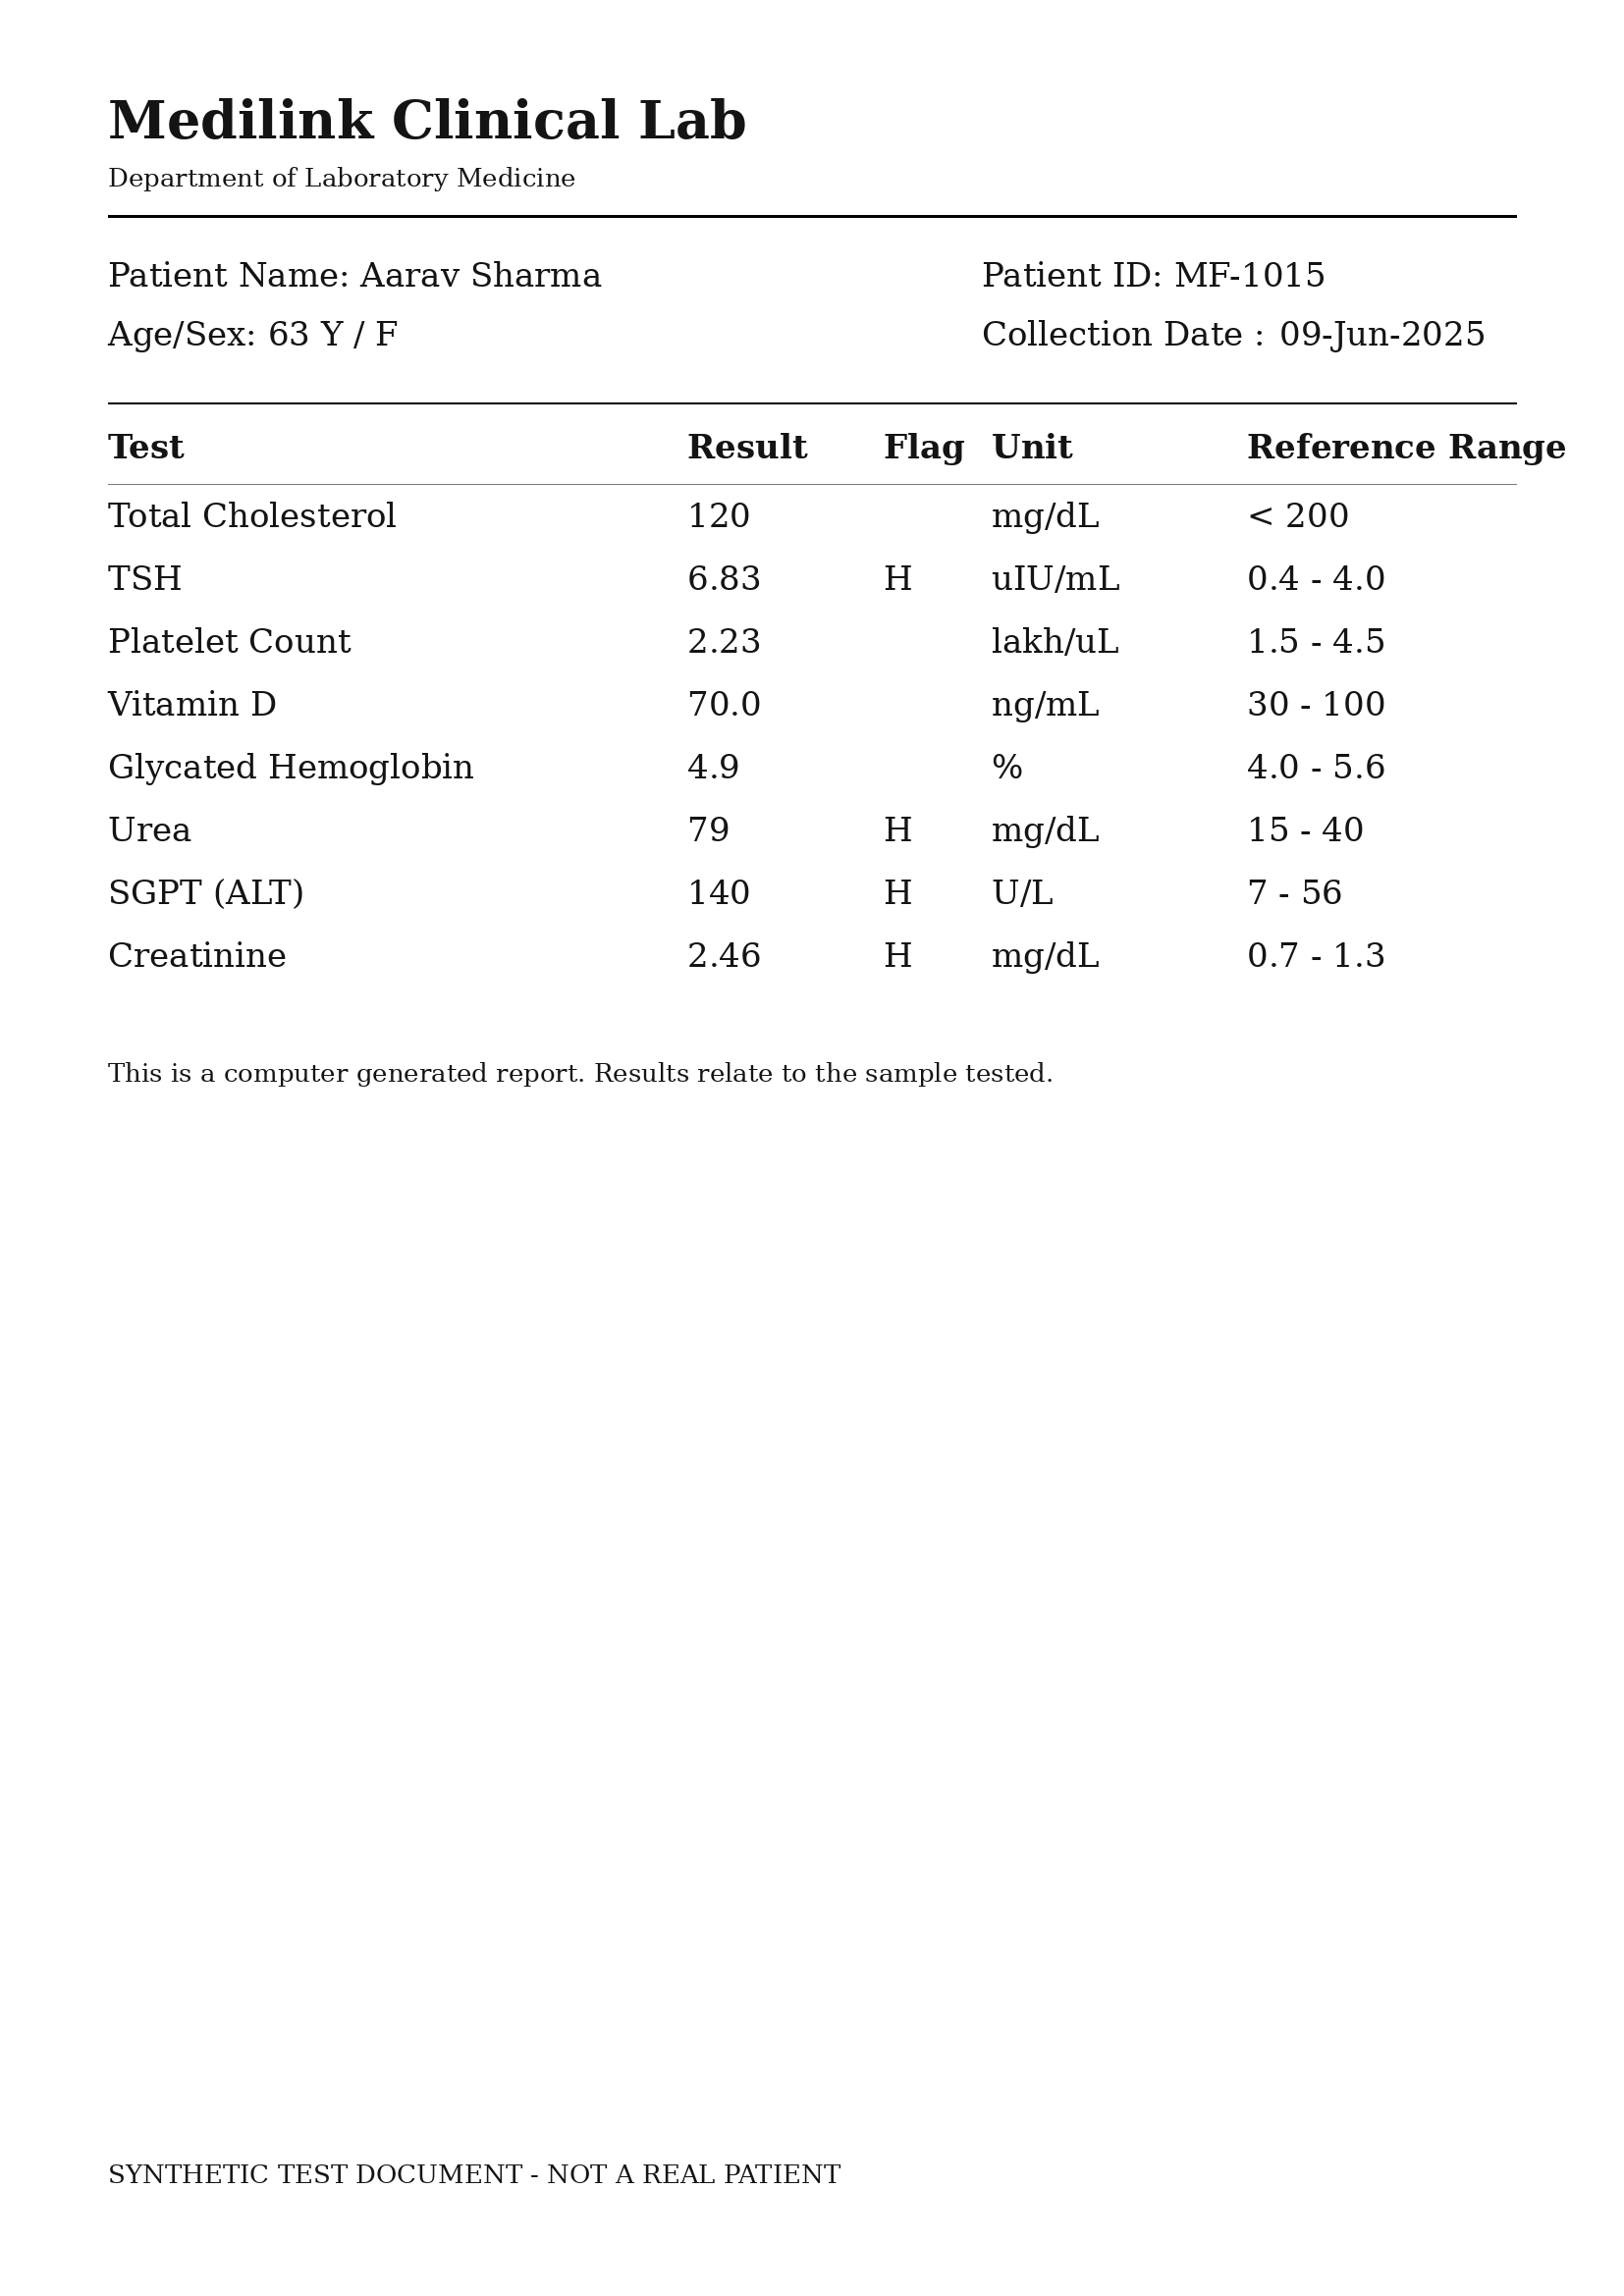 Medilink Clinical Lab
Department of Laboratory Medicine
Patient Name: Aarav Sharma Patient ID: MF-1015
Age/Sex: 63 Y / F Collection Date : 09-Jun-2025
Test Result Flag Unit Reference Range
Total Cholesterol 120 mg/dL < 200
TSH 6.83 H uIU/mL 0.4 - 4.0
Platelet Count 2.23 lakh/uL 1.5 - 4.5
Vitamin D 70.0 ng/mL 30 - 100
Glycated Hemoglobin 4.9 % 4.0 - 5.6
Urea 79 H mg/dL 15 - 40
SGPT (ALT) 140 H U/L 7 - 56
Creatinine 2.46 H mg/dL 0.7 - 1.3
This is a computer generated report. Results relate to the sample tested.
SYNTHETIC TEST DOCUMENT - NOT A REAL PATIENT